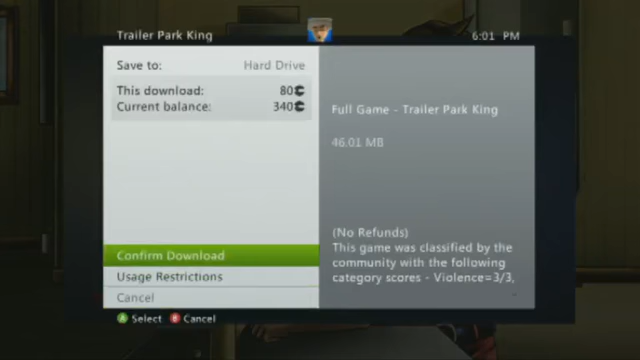 Trailer Park King
6:01 PM
Save to: Hard Drive
This download: 80
Current balance: 340
Full Game - Trailer Park King
46.01 MB
(No Refunds)
This game was classified by the
community with the following
category scores - Violence=3/3,
Confirm Download
Usage Restrictions
Cancel
A Select B Cancel